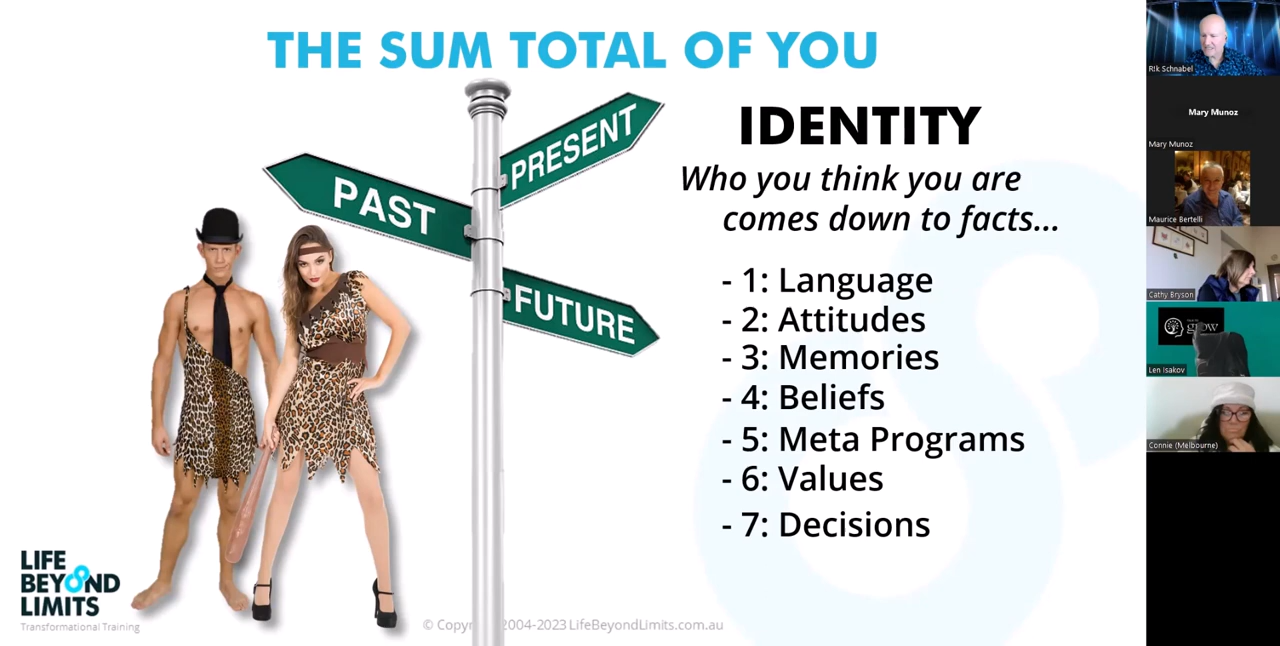 THE SUM TOTAL OF YOU
PAST
PRESENT
FUTURE
IDENTITY
Who you think you are
comes down to facts...
- 1: Language
- 2: Attitudes
- 3: Memories
- 4: Beliefs
- 5: Meta Programs
- 6: Values
- 7: Decisions
LIFE
BEYOND
LIMITS
Transformational Training
© 2004-2023 LifeBeyondLimits.com.au
RIk Schnabel
Mary Munoz
Mary Munoz
Maurice Bertelli
Cathy Bryson
grow
Len Isakov
Connie (Melbourne)